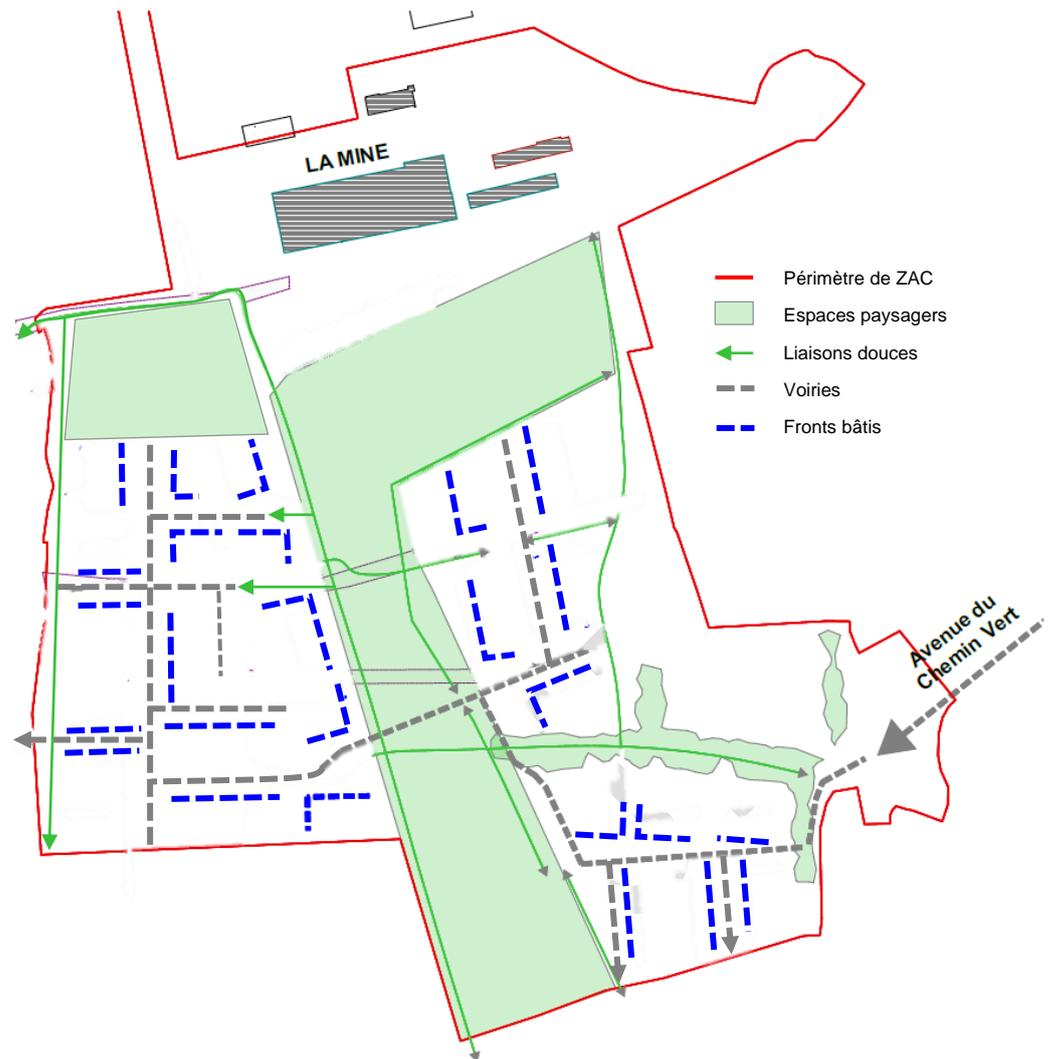 LA MINE
Périmètre de ZAC
Espaces paysagers
Liaisons douces
Voiries
Fronts bâtis
Avenue du
Chemin Vert